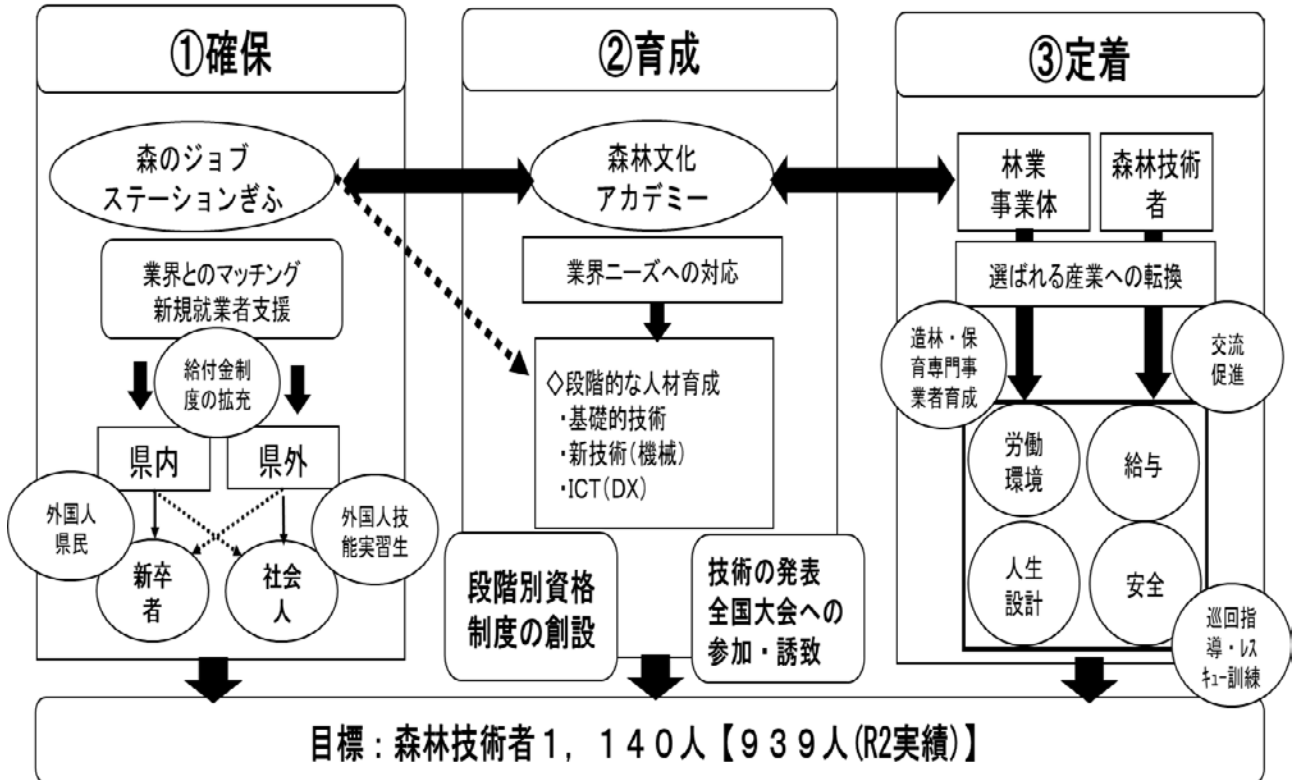 ①確保
森のジョブ
ステーションぎふ
業界とのマッチング
新規就業者支援
給付金制
度の拡充
県内
県外
外国人
県民
外国人技
能実習生
新卒
者
社会
人
②育成
森林文化
アカデミー
業界ニーズへの対応
◇段階的な人材育成
・基礎的技術
・新技術(機械)
・ICT(DX)
段階別資格
制度の創設
技術の発表
全国大会への
参加・誘致
③定着
林業
事業体
森林技術
者
選ばれる産業への転換
造林・保
育専門事
業者育成
交流
促進
労働
環境
給与
人生
設計
安全
巡回指
導・ﾚｽ
ｷｭｰ訓練
目標：森林技術者１，１４０人【９３９人(R2実績)】